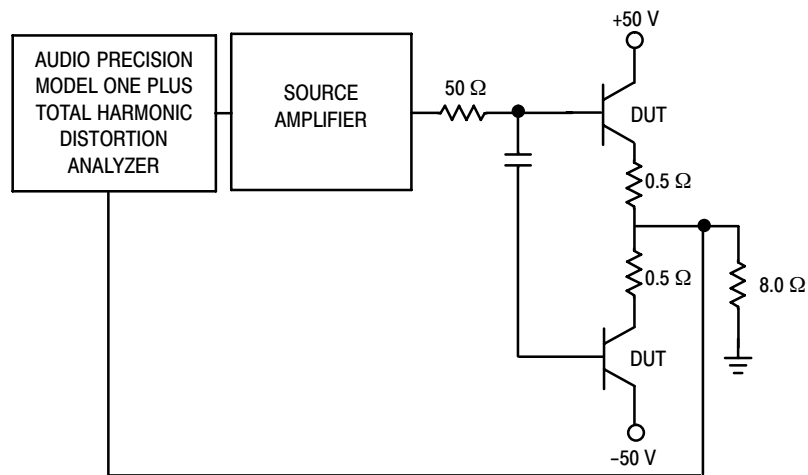 +50 V
AUDIO PRECISION
MODEL ONE PLUS
TOTAL HARMONIC
DISTORTION
ANALYZER
SOURCE
AMPLIFIER
50 Ω
DUT
0.5 Ω
0.5 Ω
8.0 Ω
DUT
–50 V